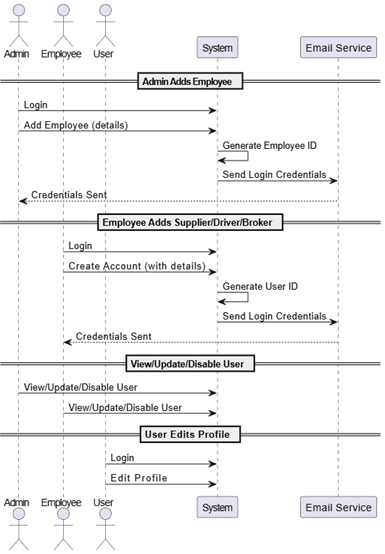 Admin Employee User System Email Service
Admin Adds Employee
Login
Add Employee (details)
Generate Employee ID
Send Login Credentials
Credentials Sent
Employee Adds Supplier/Driver/Broker
Login
Create Account (with details)
Generate User ID
Send Login Credentials
Credentials Sent
View/Update/Disable User
View/Update/Disable User
View/Update/Disable User
User Edits Profile
Login
Edit Profile
Admin Employee User System Email Service